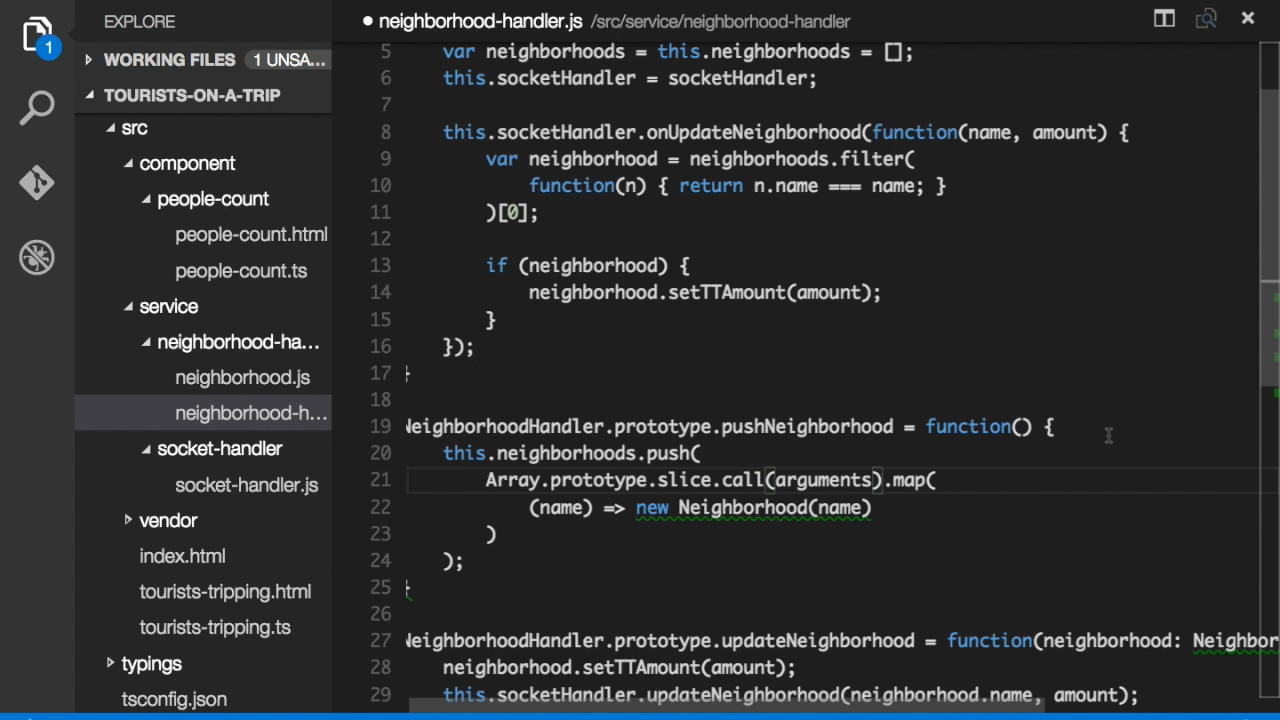 1
EXPLORE
WORKING FILES 1 UNSA...
TOURISTS-ON-A-TRIP
src
component
people-count
people-count.html
people-count.ts
service
neighborhood-ha...
neighborhood.js
neighborhood-h...
socket-handler
socket-handler.js
vendor
index.html
tourists-tripping.html
tourists-tripping.ts
typings
tsconfig.json
neighborhood-handler.js /src/service/neighborhood-handler
5 var neighborhoods = this.neighborhoods = [];
6 this.socketHandler = socketHandler;
7
8 this.socketHandler.onUpdateNeighborhood(function(name, amount) {
9 var neighborhood = neighborhoods.filter(
10 function(n) { return n.name === name; }
11 )[0];
12
13 if (neighborhood) {
14 neighborhood.setTTAmount(amount);
15 }
16 });
17 }
18
19 NeighborhoodHandler.prototype.pushNeighborhood = function() {
20 this.neighborhoods.push(
21 Array.prototype.slice.call(arguments).map(
22 (name) => new Neighborhood(name)
23 )
24 );
25 }
26
27 NeighborhoodHandler.prototype.updateNeighborhood = function(neighborhood: Neighbor
28 neighborhood.setTTAmount(amount);
29 this.socketHandler.updateNeighborhood(neighborhood.name, amount);